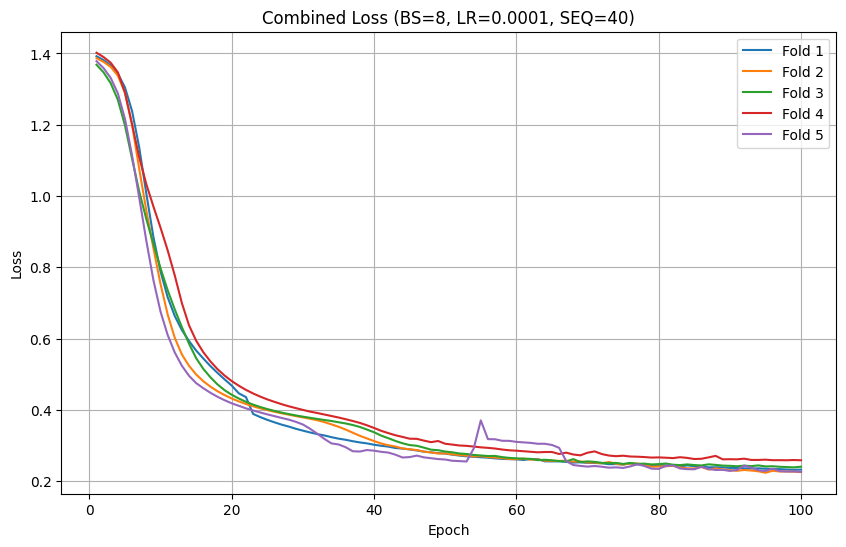 Combined Loss (BS=8, LR=0.0001, SEQ=40)
Fold 1
Fold 2
Fold 3
Fold 4
Fold 5
Loss
1.4
1.2
1.0
0.8
0.6
0.4
0.2
0 20 40 60 80 100
Epoch